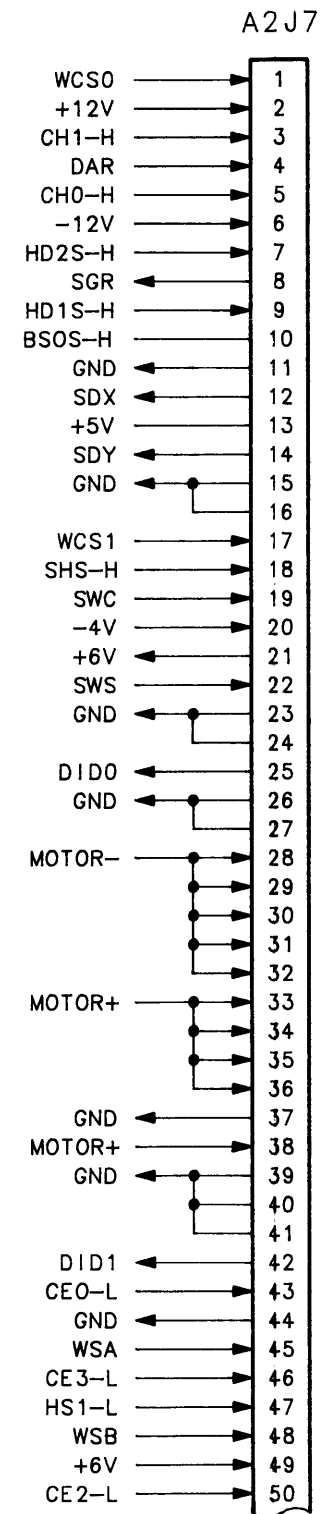 A2J7
WCS0 1
+12V 2
CH1-H 3
DAR 4
CH0-H 5
-12V 6
HD2S-H 7
SGR 8
HD1S-H 9
BSOS-H 10
GND 11
SDX 12
+5V 13
SDY 14
GND 15
16
WCS1 17
SHS-H 18
SWC 19
-4V 20
+6V 21
SWS 22
GND 23
24
DID0 25
GND 26
27
MOTOR- 28
29
30
31
32
MOTOR+ 33
34
35
36
GND 37
MOTOR+ 38
GND 39
40
41
DID1 42
CE0-L 43
GND 44
WSA 45
CE3-L 46
HS1-L 47
WSB 48
+6V 49
CE2-L 50